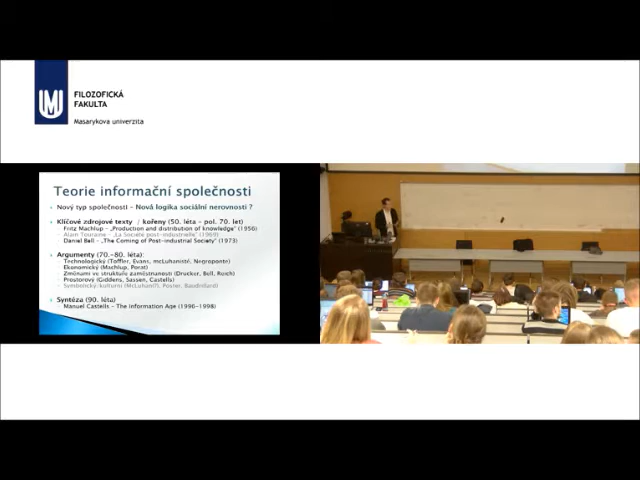 FILOZOFICKÁ
FAKULTA
Masarykova univerzita
Teorie informační společnosti
Nový typ společnosti – Nová logika sociální nerovnosti ?
Klíčové zdrojové texty / kořeny (50. léta – pol. 70. let)
Fritz Machlup – „Production and distribution of knowledge" (1956)
Alain Touraine – „La Société post-industrielle" (1969)
Daniel Bell – „The Coming of Post-industrial Society" (1973)
Argumenty (70.-80. léta):
Technologický (Toffler, Evans, mcLuhanisté, Negroponte)
Ekonomický (Machlup, Porat)
Změnami ve struktuře zaměstnanosti (Drucker, Bell, Reich)
Prostorový (Giddens, Sassen, Castells)
Symbolický/kulturní (McLuhan?, Poster, Baudrillard)
Syntéza (90. léta)
Manuel Castells – The Information Age (1996-1998)